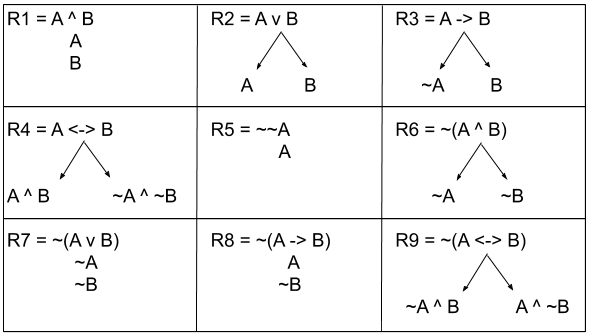 R1 = A ^ B
A
B
R2 = A v B
A B
R3 = A -> B
~A B
R4 = A <-> B
A ^ B ~A ^ ~B
R5 = ~~A
A
R6 = ~(A ^ B)
~A ~B
R7 = ~(A v B)
~A
~B
R8 = ~(A -> B)
A
~B
R9 = ~(A <-> B)
~A ^ B A ^ ~B